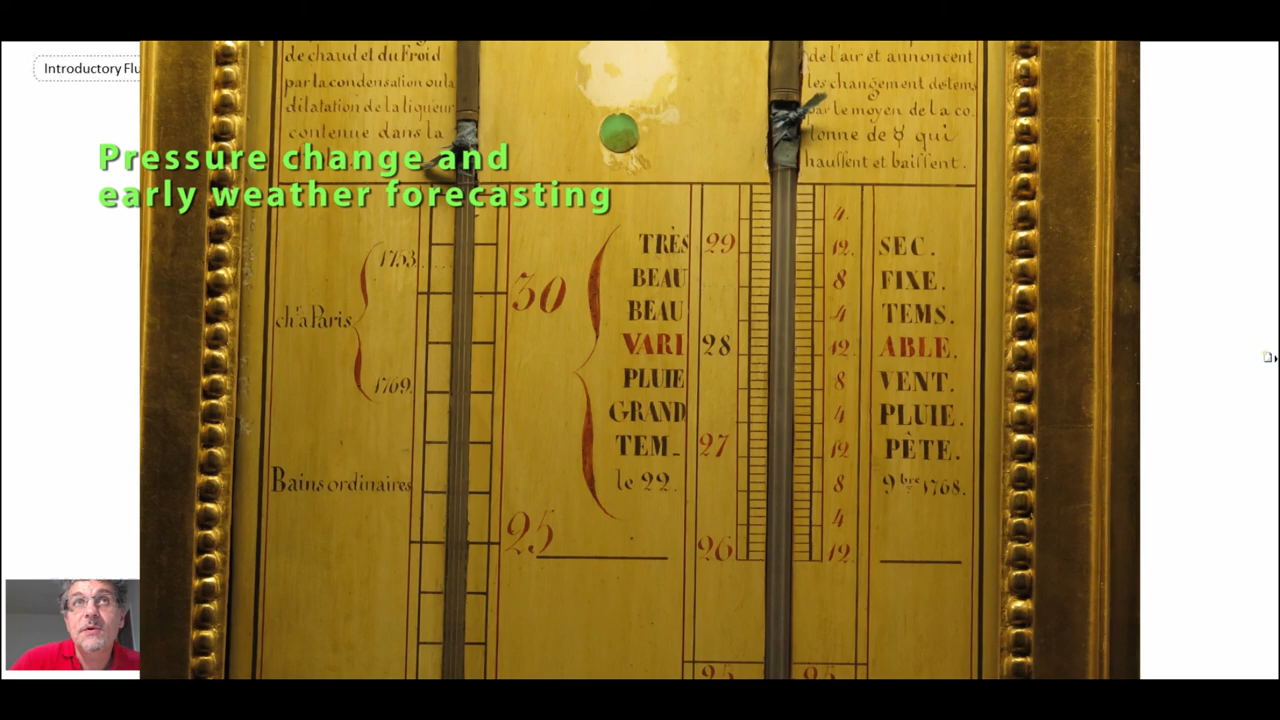 Introductory Flu
Pressure change and
early weather forecasting
de chaud et du Froid
par la condensation ou la
dilatation de la liqueur
contenue dans la
de l'air et annoncent
les changement de tems
par le moyen de la co.
lonne de ☿ qui
haussent et baissent.
1753
ch.r a Paris
1769.
Bains ordinaires
30
25
TRÈS 29 12. SEC.
BEAU 8 FIXE.
BEAU 4 TEMS.
VARI 28 12. ABLE.
PLUIE 8 VENT.
GRAND 4 PLUIE.
TEM_ 27 12 PÈTE.
le 22. 8 9bre 1768.
4
26 12.
4.
25 25